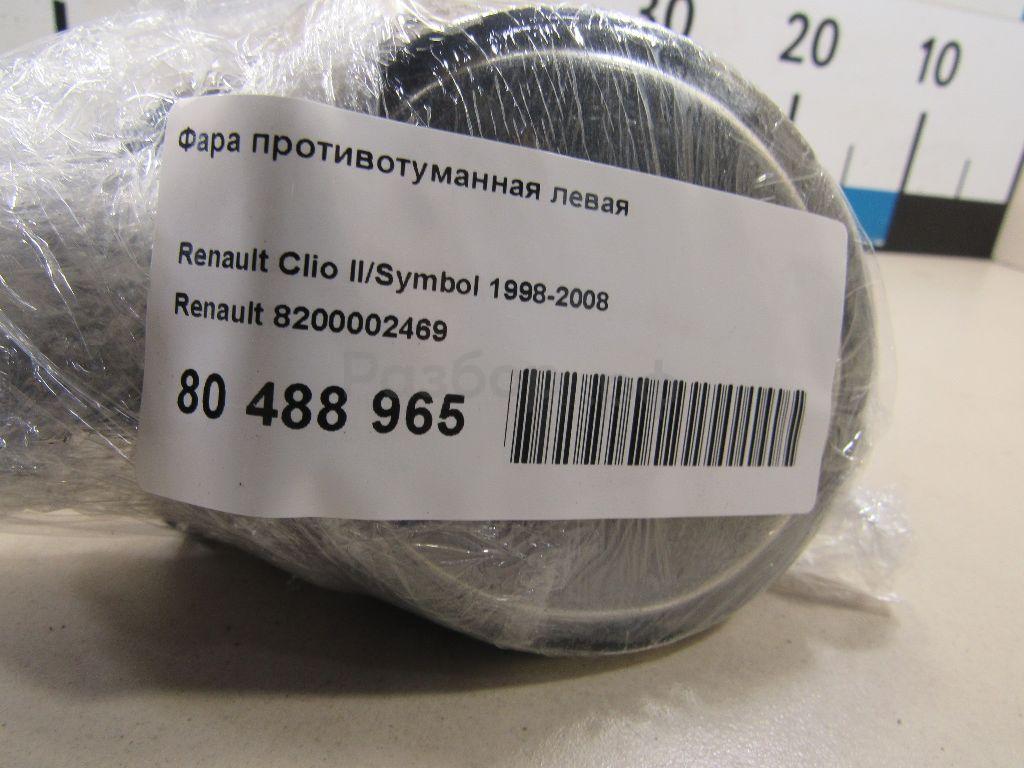 30 20 10
Фара противотуманная левая
Renault Clio II/Symbol 1998-2008
Renault 8200002469
80 488 965